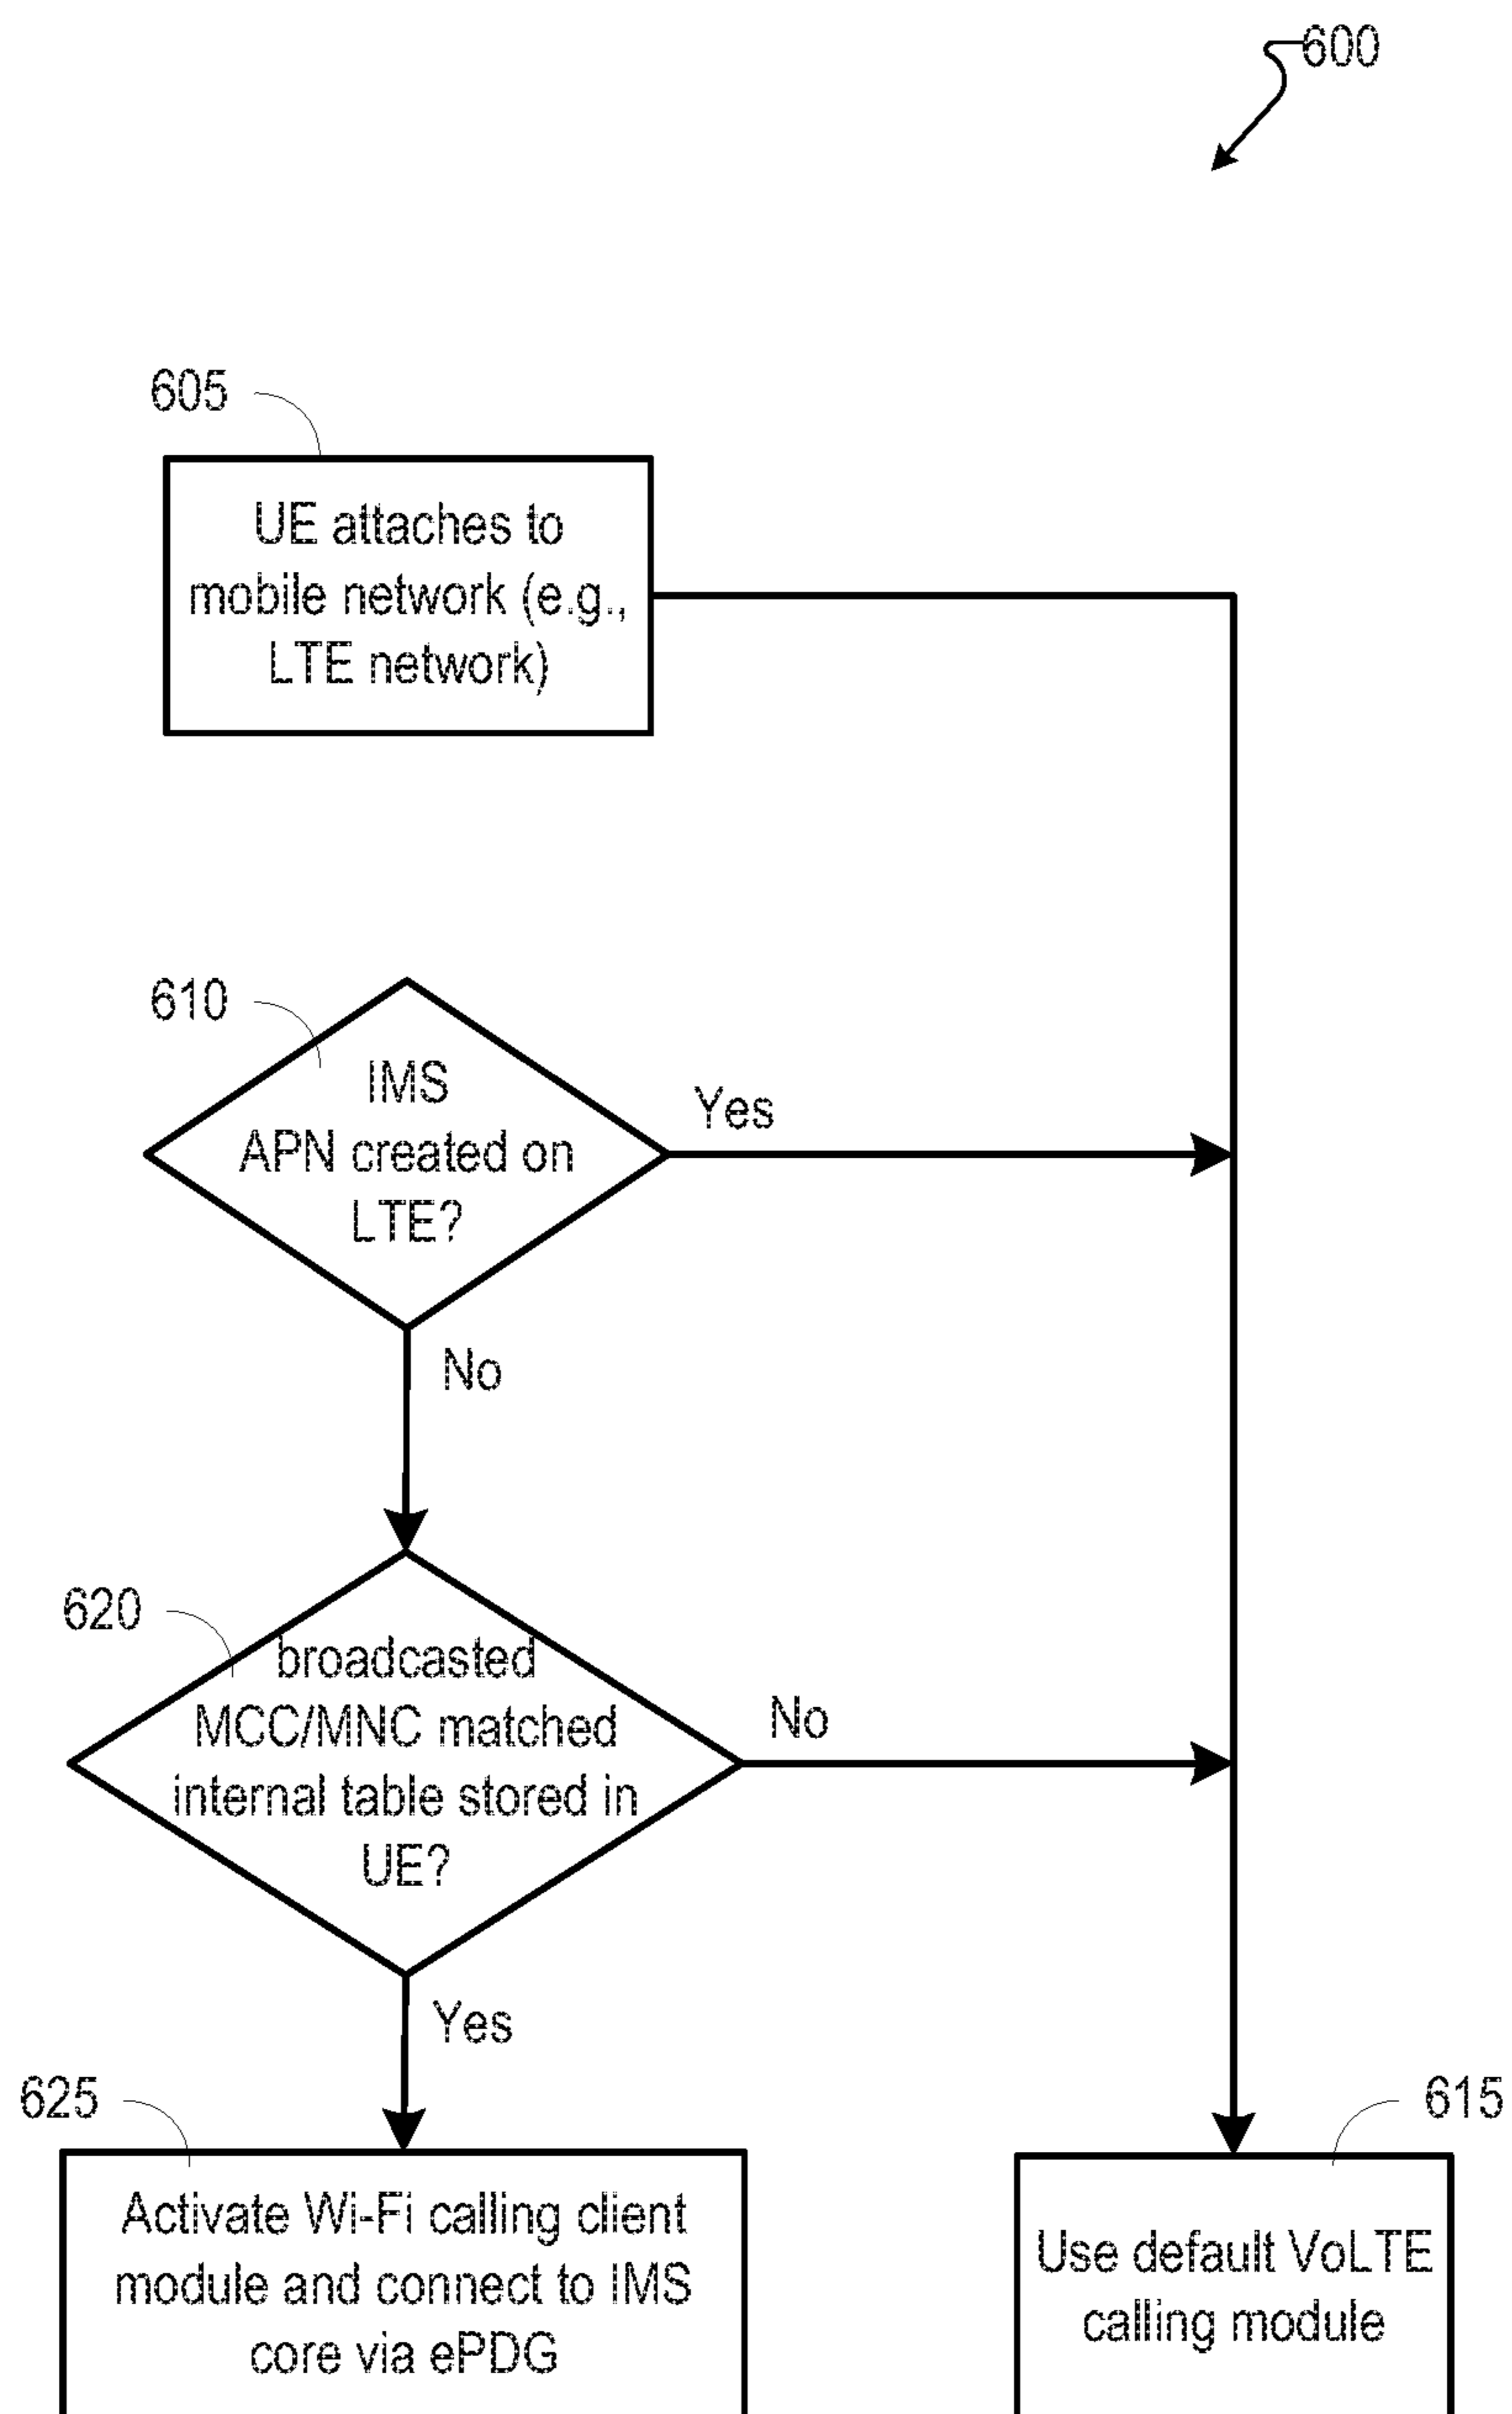 600
605
UE attaches to
mobile network (e.g.,
LTE network)
610
IMS
APN created on
LTE?
Yes
No
620
broadcasted
MCC/MNC matched
internal table stored in
UE?
No
Yes
625
Activate Wi-Fi calling client
module and connect to IMS
core via ePDG
615
Use default VoLTE
calling module